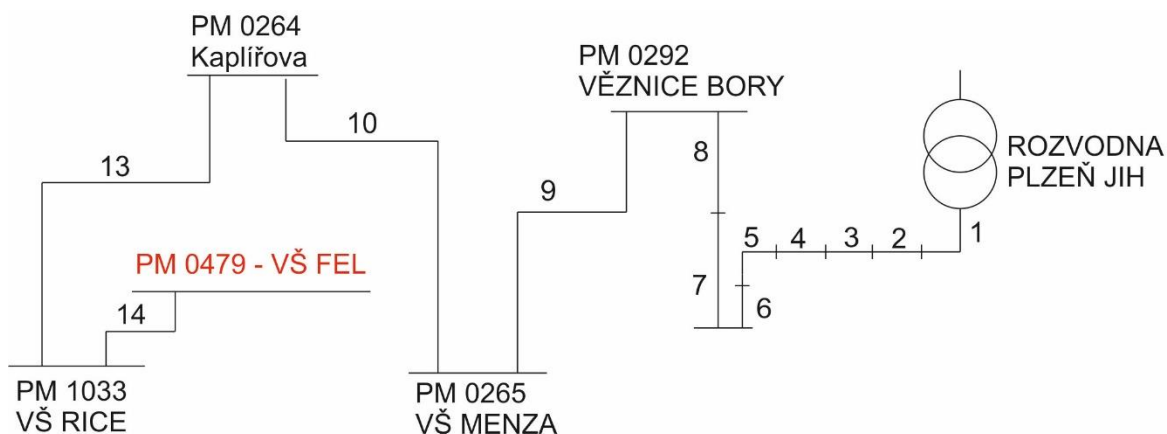 PM 0264
Kaplířova
PM 0292
VĚZNICE BORY
ROZVODNA
PLZEŇ JIH
10
8
13
9
5
4
3
2
1
PM 0479 - VŠ FEL
7
6
14
PM 1033
VŠ RICE
PM 0265
VŠ MENZA